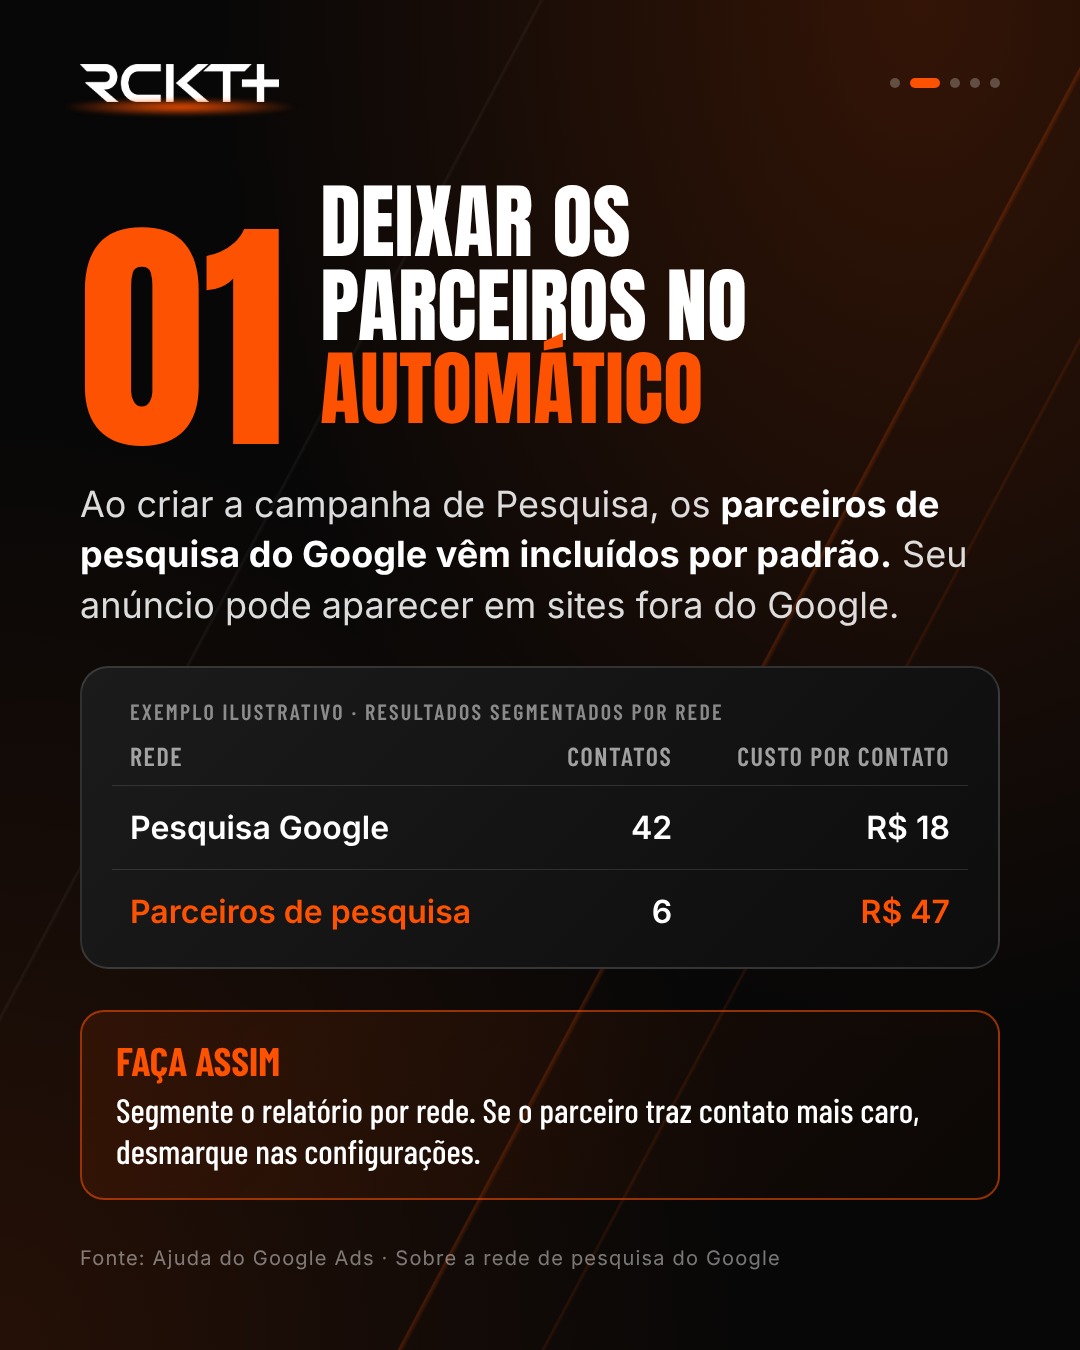 RCKT+
01
DEIXAR OS
PARCEIROS NO
AUTOMÁTICO
Ao criar a campanha de Pesquisa, os parceiros de
pesquisa do Google vêm incluídos por padrão. Seu
anúncio pode aparecer em sites fora do Google.
EXEMPLO ILUSTRATIVO · RESULTADOS SEGMENTADOS POR REDE
REDE CONTATOS CUSTO POR CONTATO
Pesquisa Google 42 R$ 18
Parceiros de pesquisa 6 R$ 47
FAÇA ASSIM
Segmente o relatório por rede. Se o parceiro traz contato mais caro,
desmarque nas configurações.
Fonte: Ajuda do Google Ads · Sobre a rede de pesquisa do Google